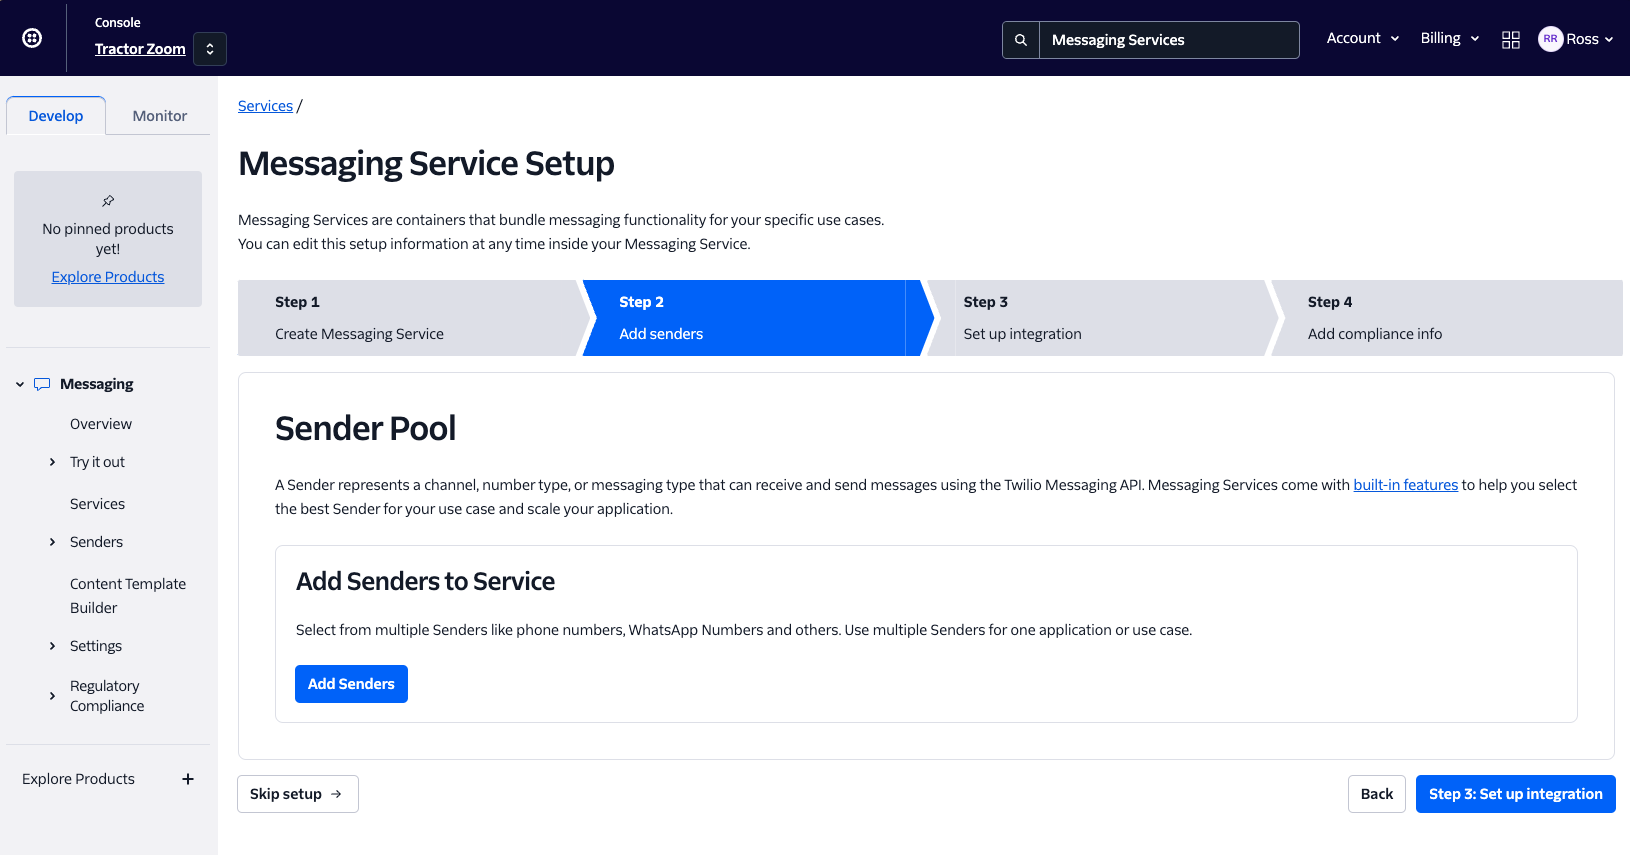 Console
Tractor Zoom
Messaging Services
Account
Billing
RR Ross
Develop
Monitor
No pinned products
yet!
Explore Products
Messaging
Overview
Try it out
Services
Senders
Content Template
Builder
Settings
Regulatory
Compliance
Explore Products +
Services /
Messaging Service Setup
Messaging Services are containers that bundle messaging functionality for your specific use cases.
You can edit this setup information at any time inside your Messaging Service.
Step 1
Create Messaging Service
Step 2
Add senders
Step 3
Set up integration
Step 4
Add compliance info
Sender Pool
A Sender represents a channel, number type, or messaging type that can receive and send messages using the Twilio Messaging API. Messaging Services come with built-in features to help you select
the best Sender for your use case and scale your application.
Add Senders to Service
Select from multiple Senders like phone numbers, WhatsApp Numbers and others. Use multiple Senders for one application or use case.
Add Senders
Skip setup →
Back
Step 3: Set up integration